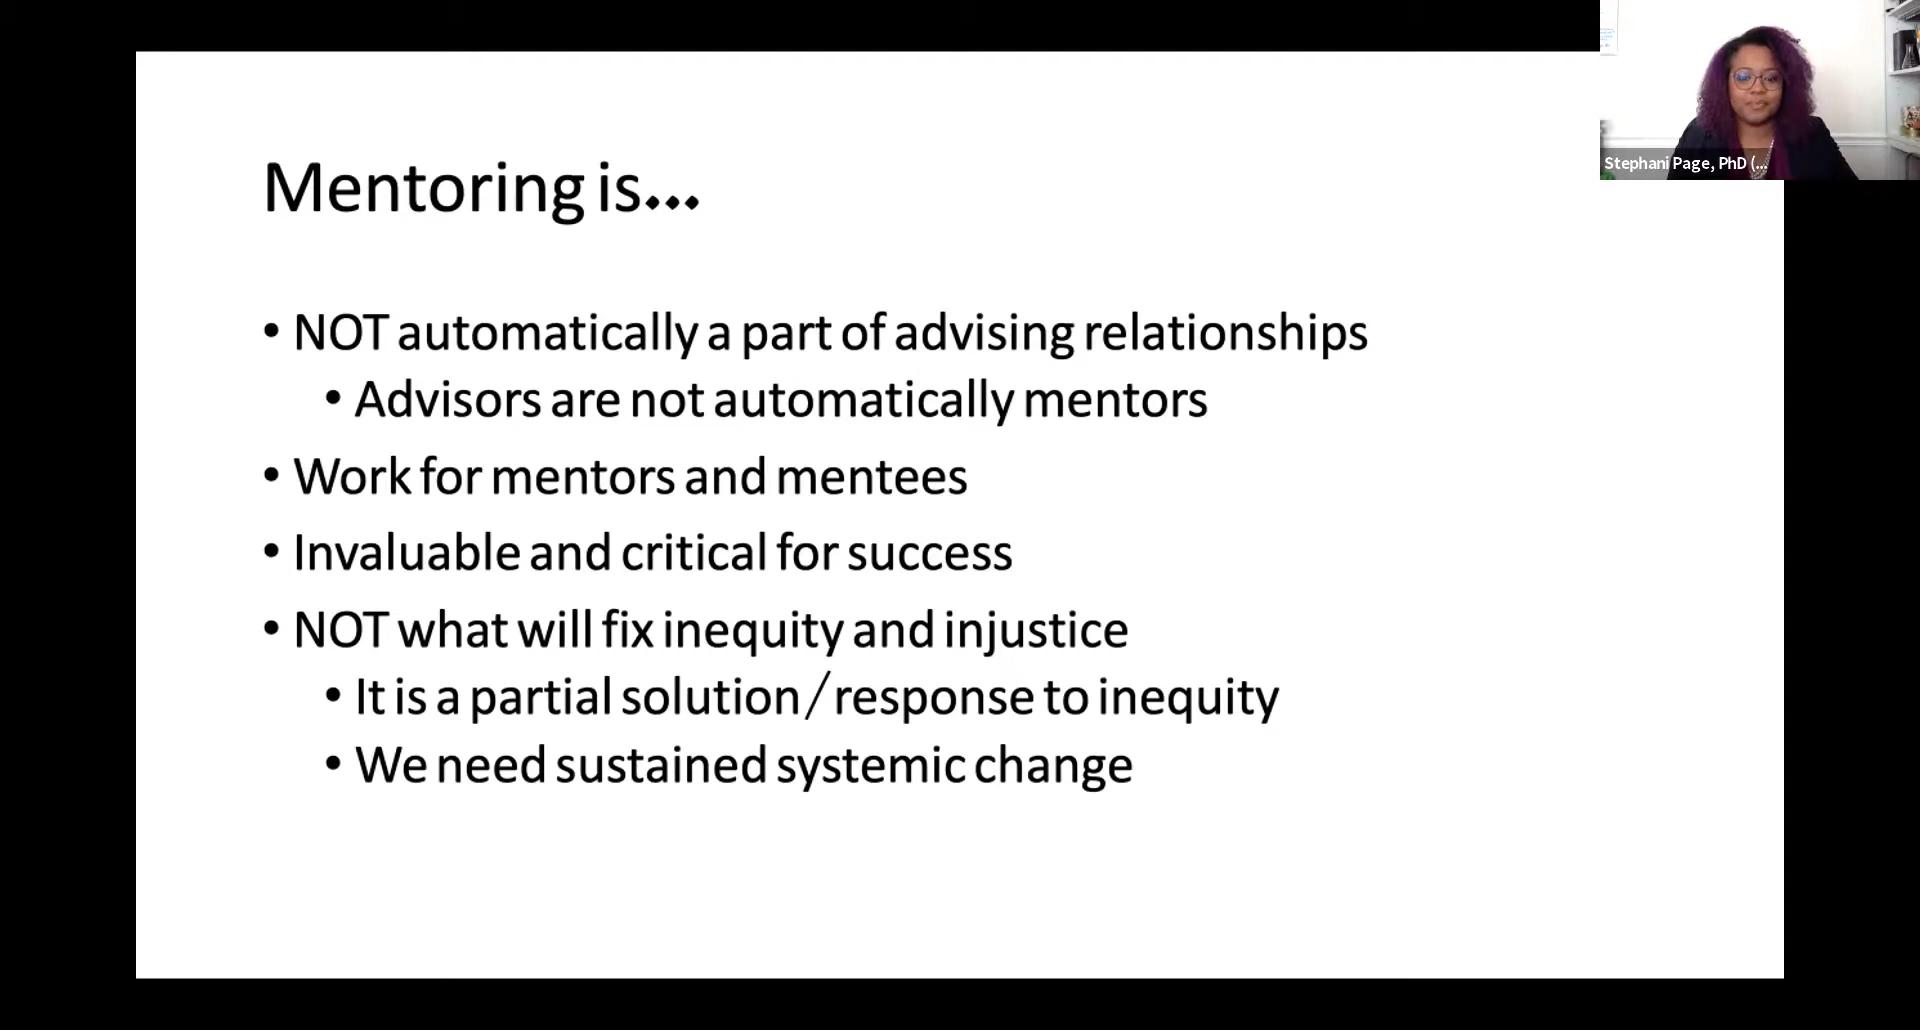 Mentoring is...
• NOT automatically a part of advising relationships
• Advisors are not automatically mentors
• Work for mentors and mentees
• Invaluable and critical for success
• NOT what will fix inequity and injustice
• It is a partial solution/response to inequity
• We need sustained systemic change
Stephani Page, PhD (...